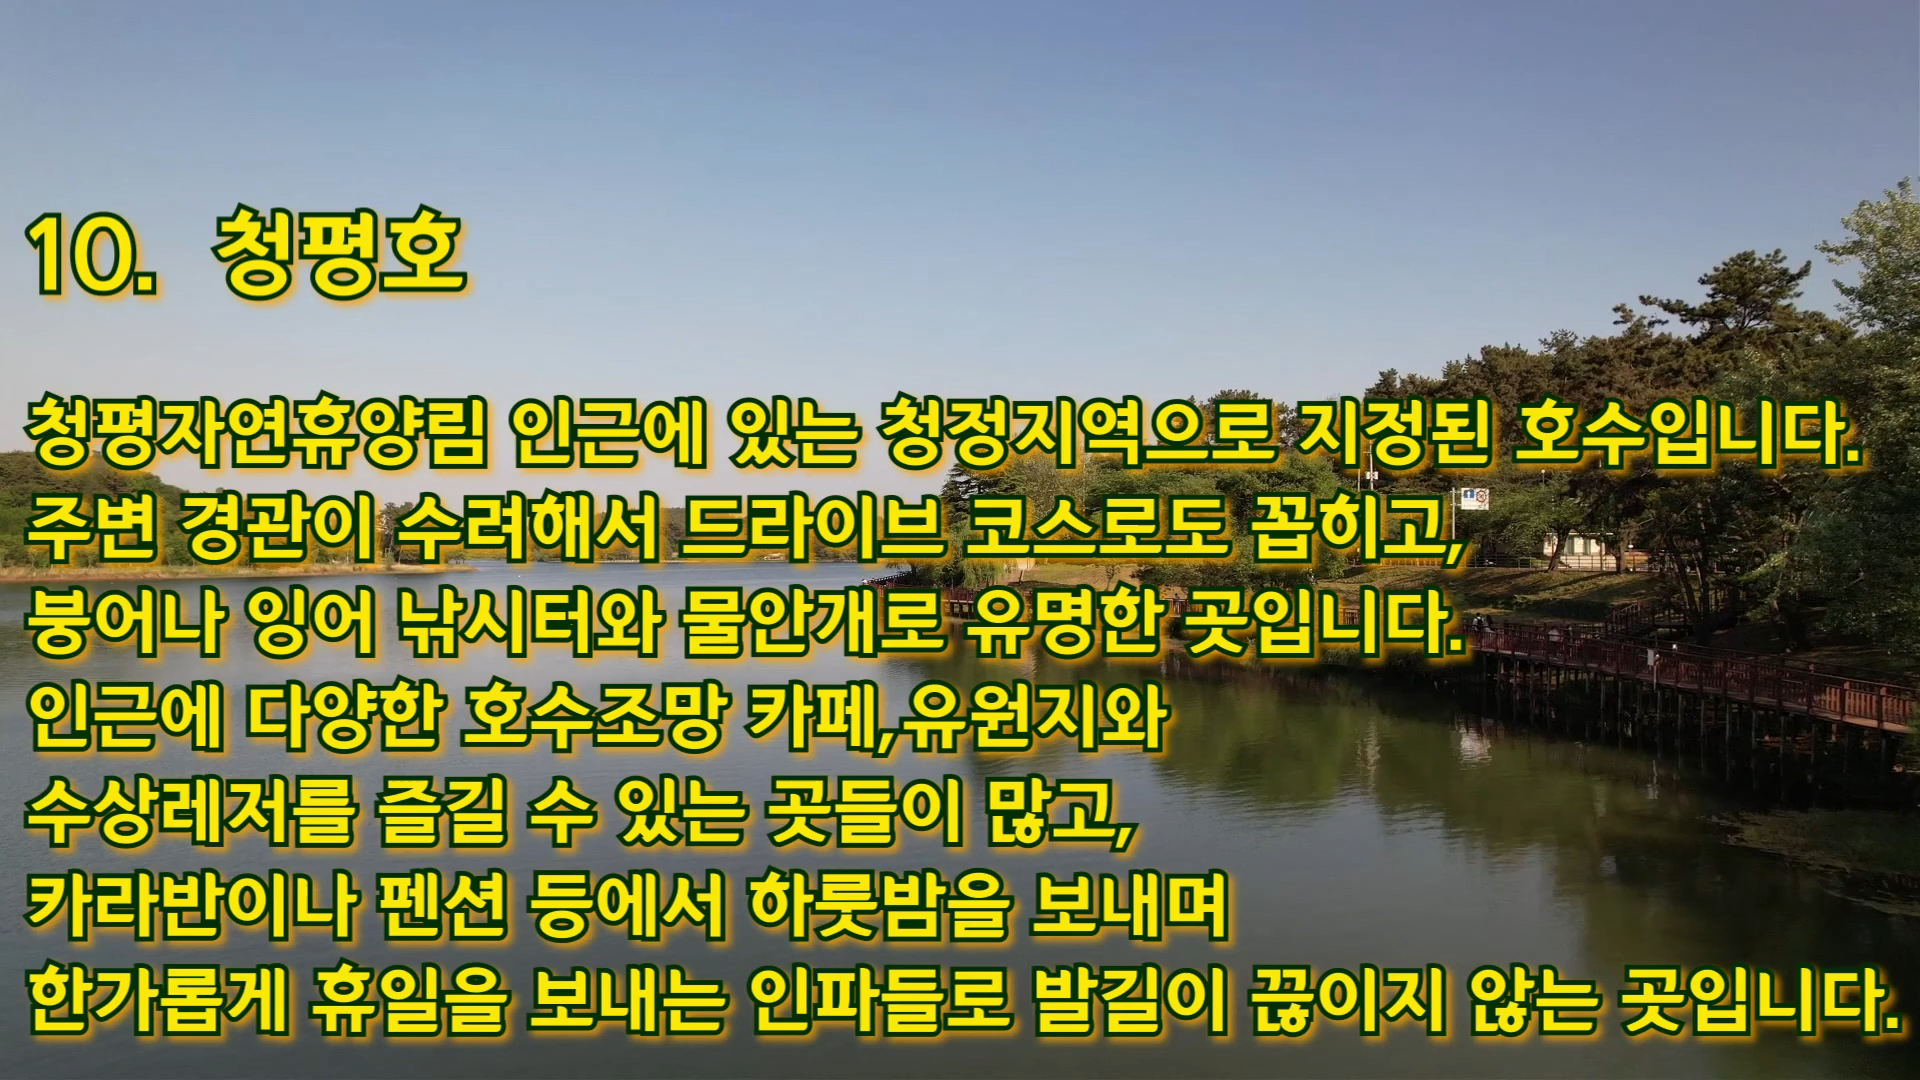 10. 청평호
청평자연휴양림 인근에 있는 청정지역으로 지정된 호수입니다.
주변 경관이 수려해서 드라이브 코스로도 꼽히고,
붕어나 잉어 낚시터와 물안개로 유명한 곳입니다.
인근에 다양한 호수조망 카페,유원지와
수상레저를 즐길 수 있는 곳들이 많고,
카라반이나 펜션 등에서 하룻밤을 보내며
한가롭게 휴일을 보내는 인파들로 발길이 끊이지 않는 곳입니다.